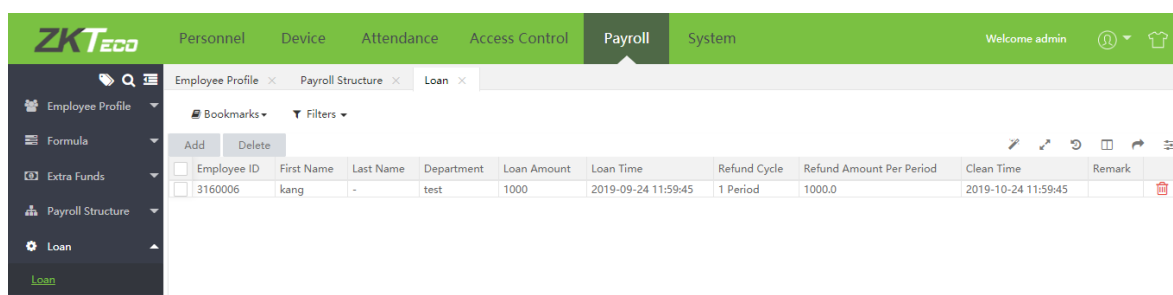 ZKTECO Personnel Device Attendance Access Control Payroll System Welcome admin
Employee Profile × Payroll Structure × Loan ×
Employee Profile
Bookmarks Filters
Formula
Add Delete
Employee ID First Name Last Name Department Loan Amount Loan Time Refund Cycle Refund Amount Per Period Clean Time Remark
Extra Funds
3160006 kang - test 1000 2019-09-24 11:59:45 1 Period 1000.0 2019-10-24 11:59:45
Payroll Structure
Loan
Loan